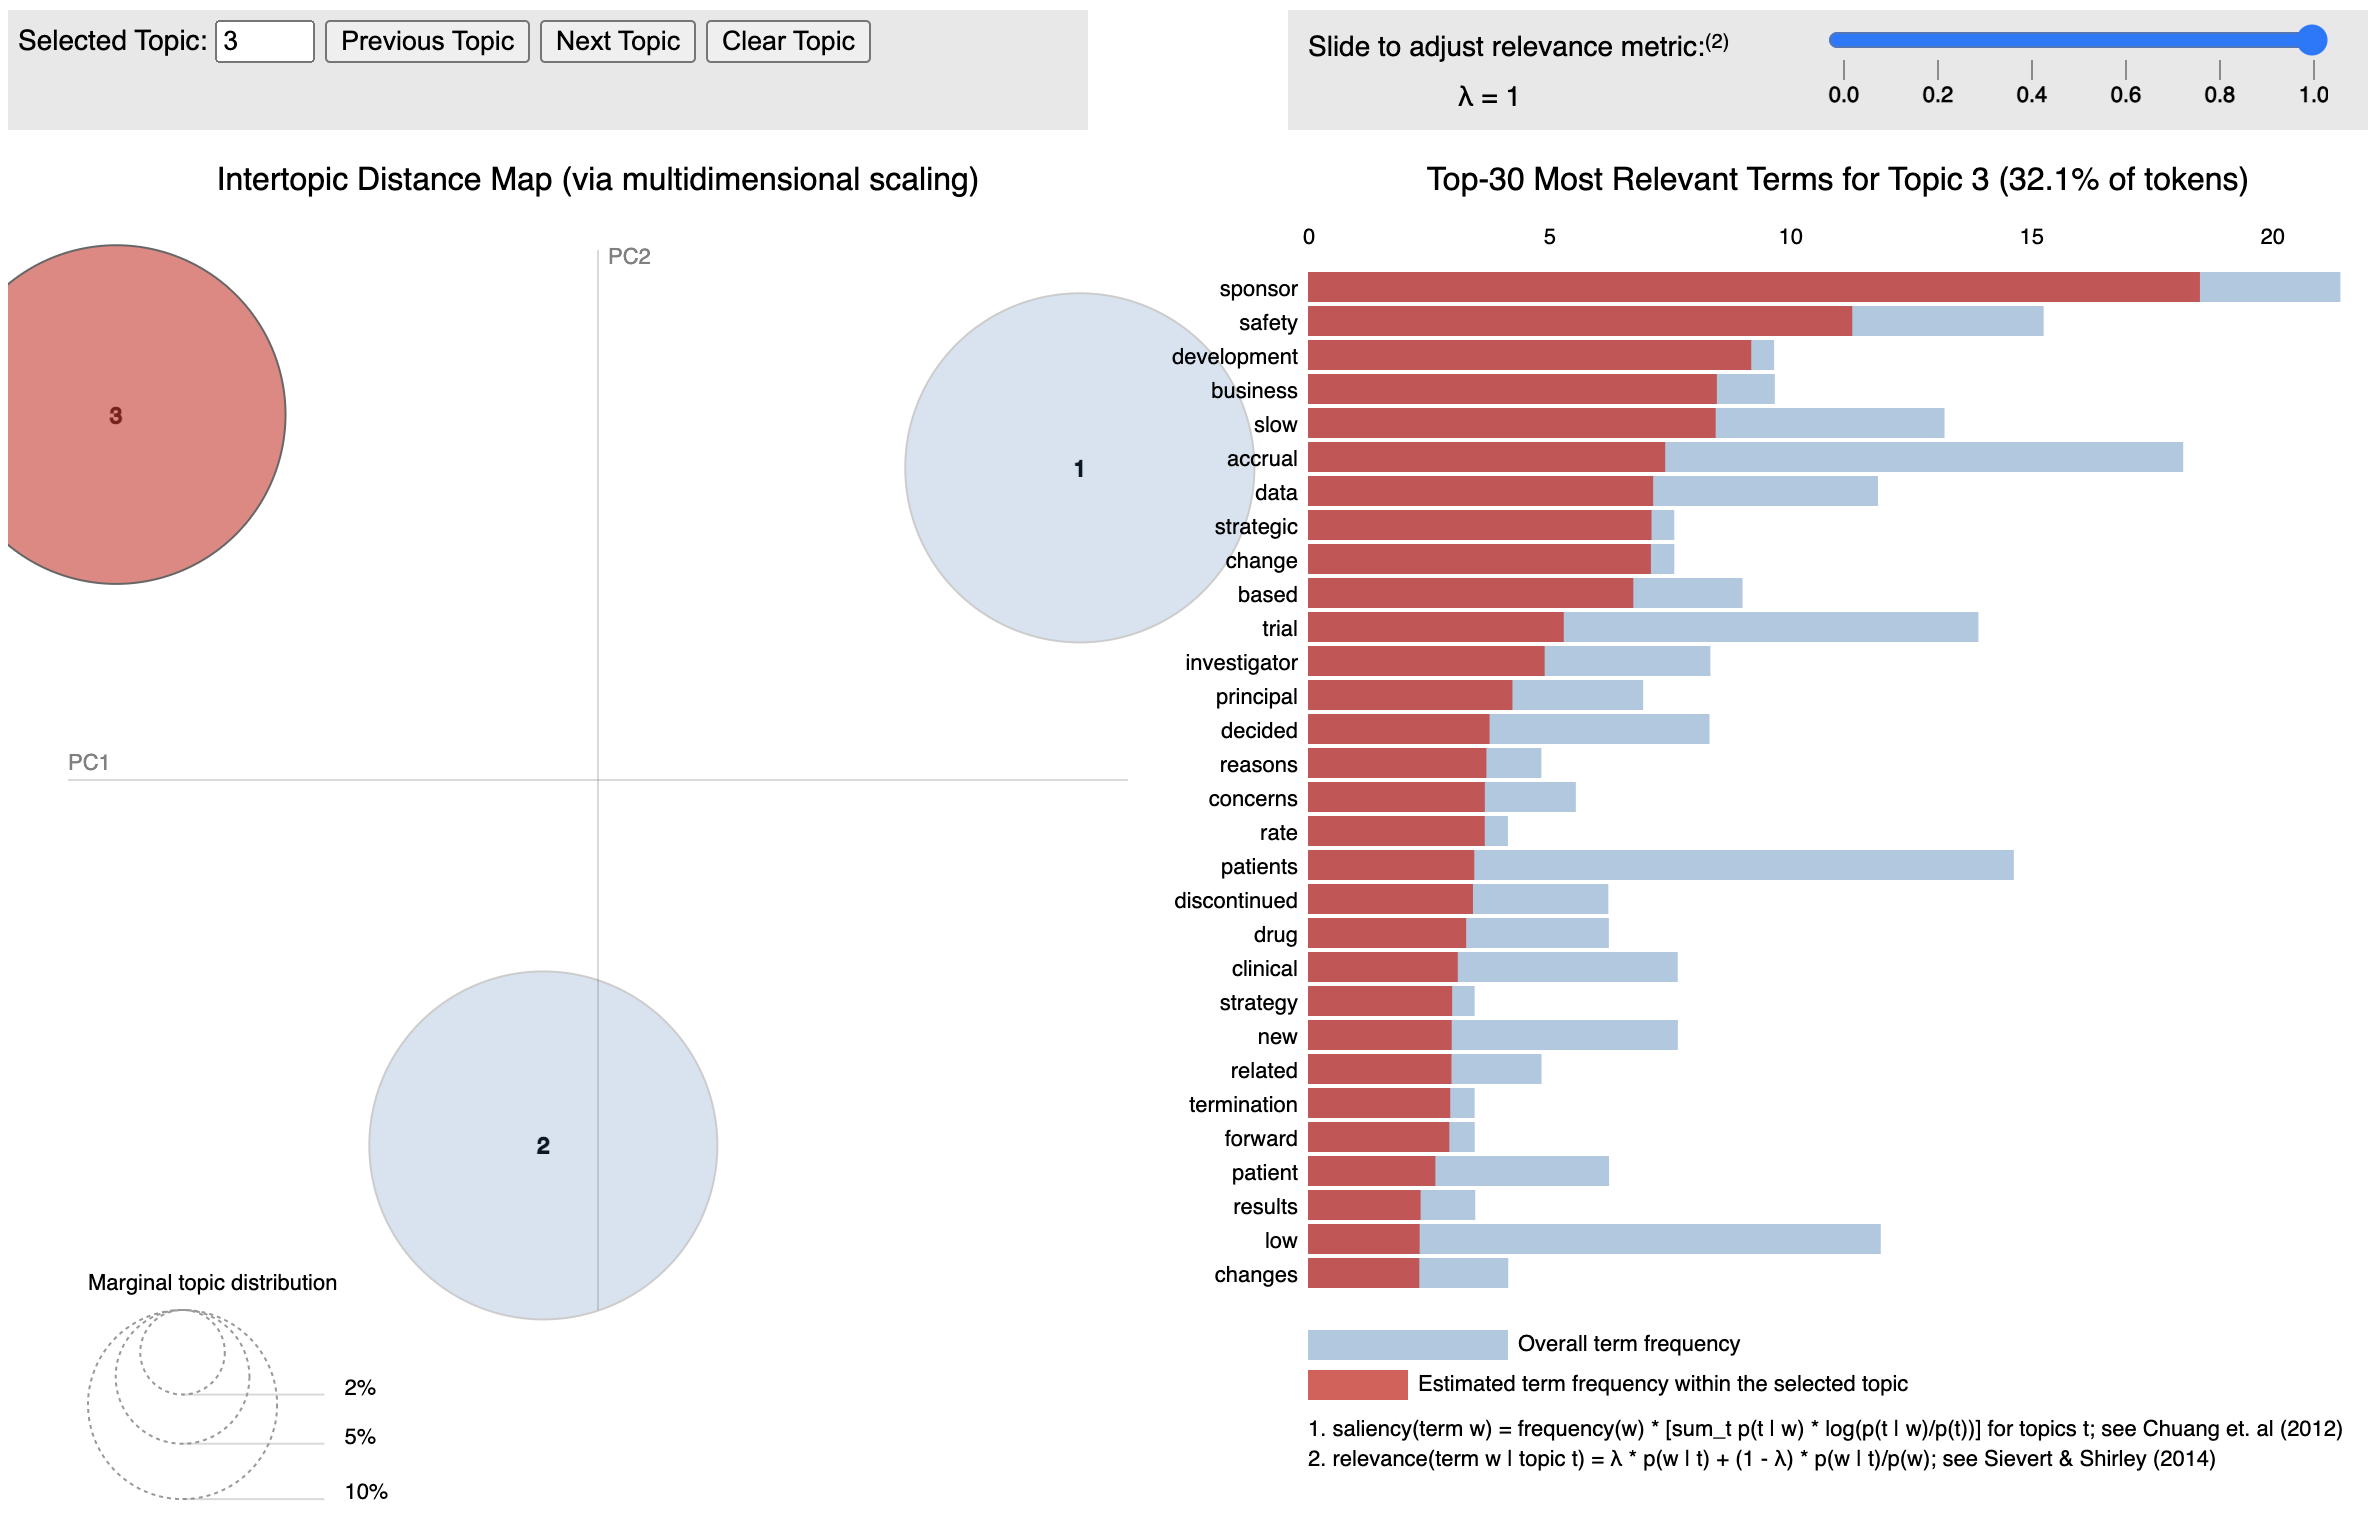 Selected Topic: 3 Previous Topic Next Topic Clear Topic
Slide to adjust relevance metric:(2)
λ = 1
0.0 0.2 0.4 0.6 0.8 1.0
Intertopic Distance Map (via multidimensional scaling)
PC2
PC1
3
1
2
Marginal topic distribution
2%
5%
10%
Top-30 Most Relevant Terms for Topic 3 (32.1% of tokens)
0 5 10 15 20
sponsor
safety
development
business
slow
accrual
data
strategic
change
based
trial
investigator
principal
decided
reasons
concerns
rate
patients
discontinued
drug
clinical
strategy
new
related
termination
forward
patient
results
low
changes
Overall term frequency
Estimated term frequency within the selected topic
1. saliency(term w) = frequency(w) * [sum_t p(t | w) * log(p(t | w)/p(t))] for topics t; see Chuang et. al (2012)
2. relevance(term w | topic t) = λ * p(w | t) + (1 - λ) * p(w | t)/p(w); see Sievert & Shirley (2014)